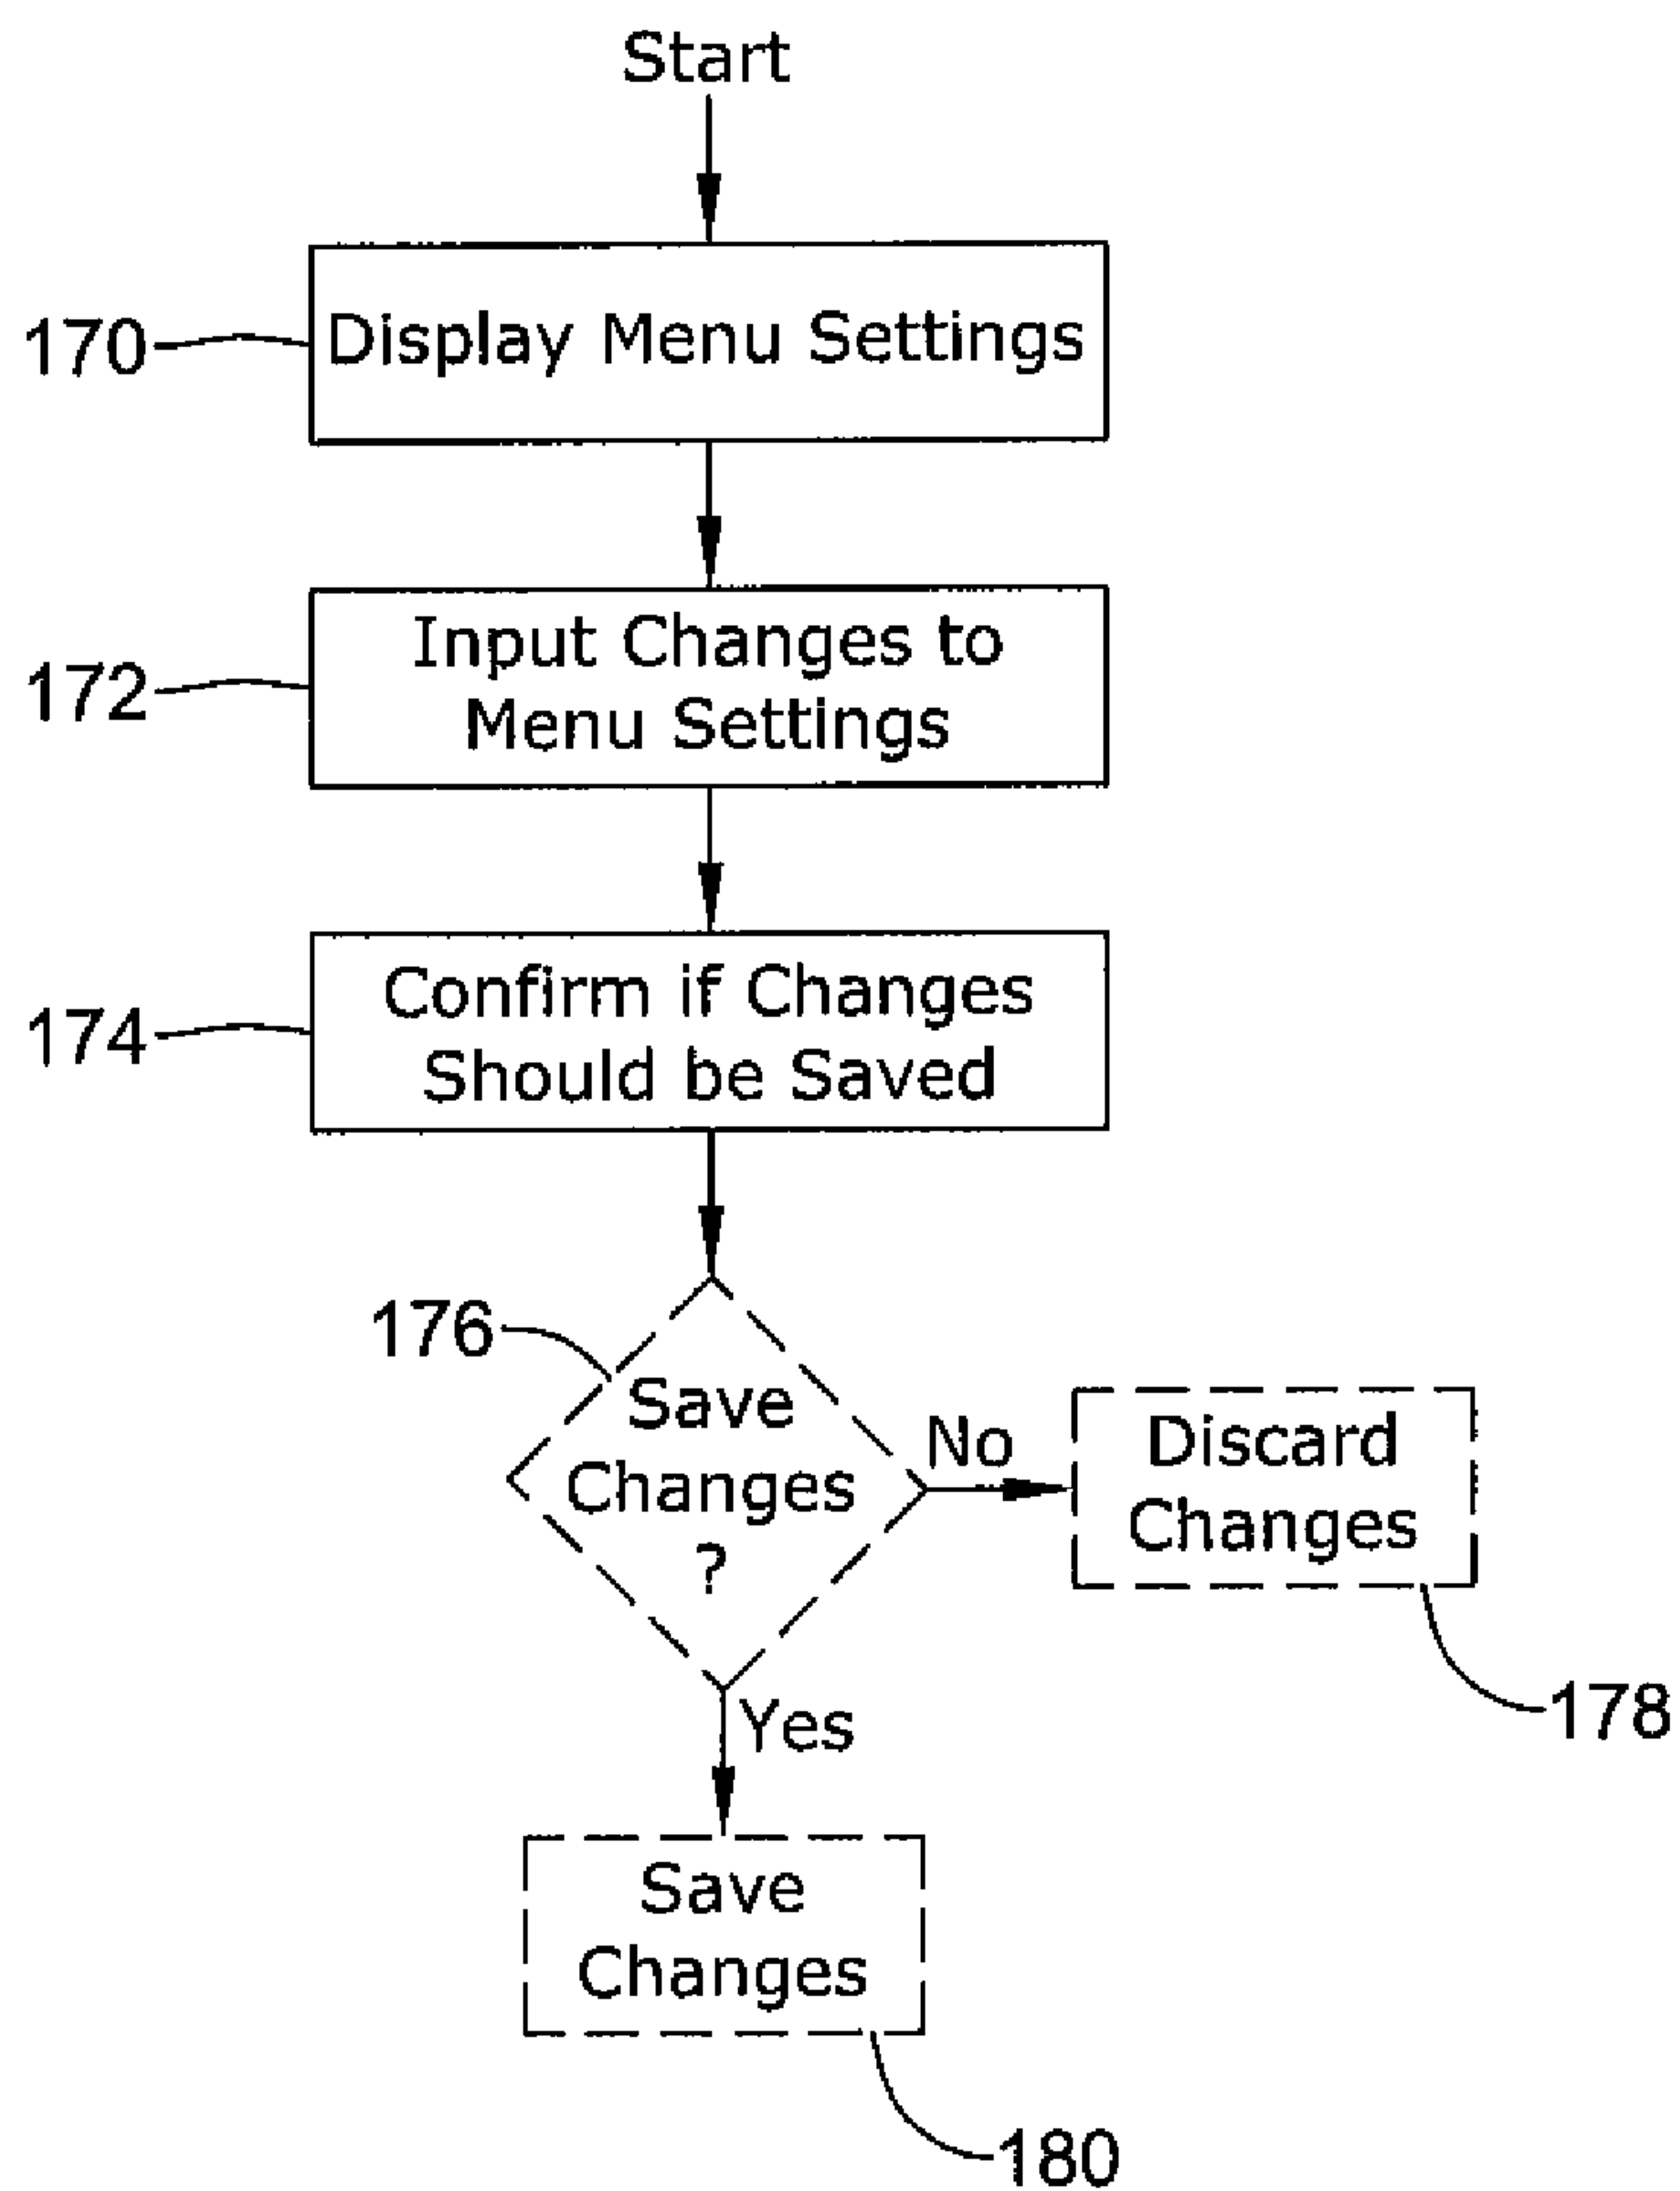 Start
170
Display Menu Settings
172
Input Changes to
Menu Settings
174
Confirm if Changes
Should be Saved
176
Save
Changes
?
No
Discard
Changes
178
Yes
Save
Changes
180